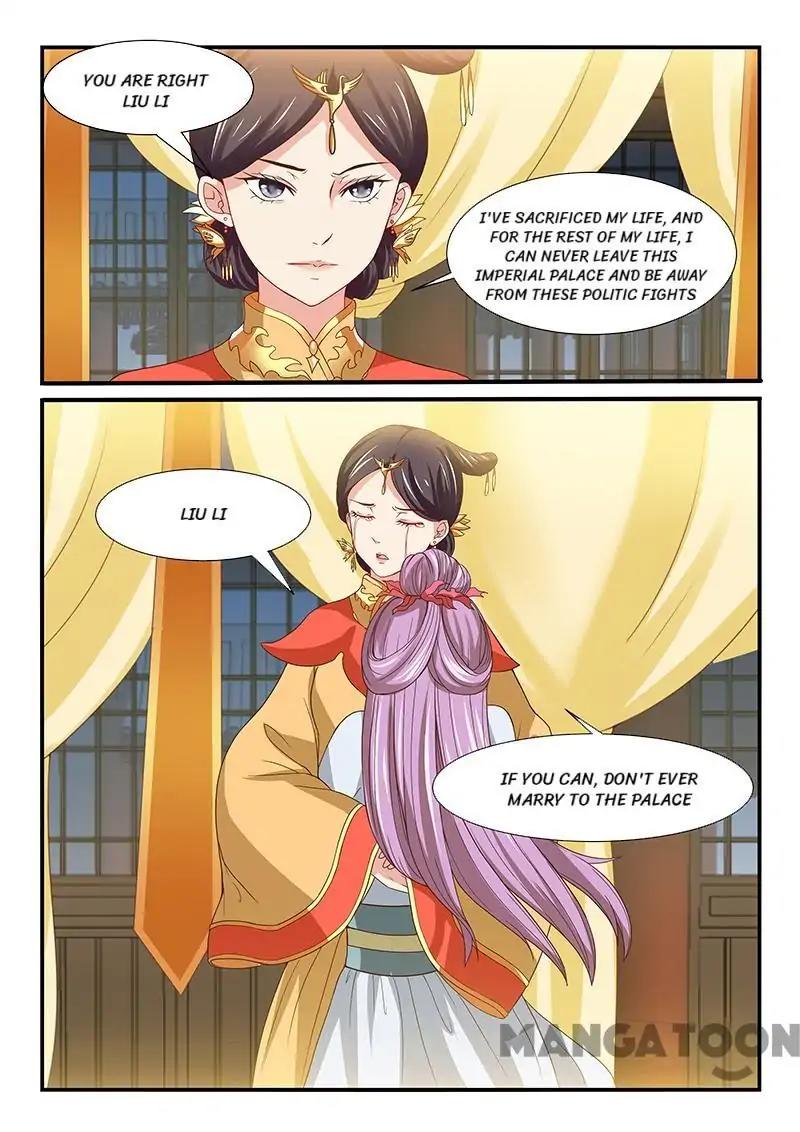 YOU ARE RIGHT
LIU LI
I'VE SACRIFICED MY LIFE, AND
FOR THE REST OF MY LIFE, I
CAN NEVER LEAVE THIS
IMPERIAL PALACE AND BE AWAY
FROM THESE POLITIC FIGHTS
LIU LI
IF YOU CAN, DON'T EVER
MARRY TO THE PALACE
MANGATOON